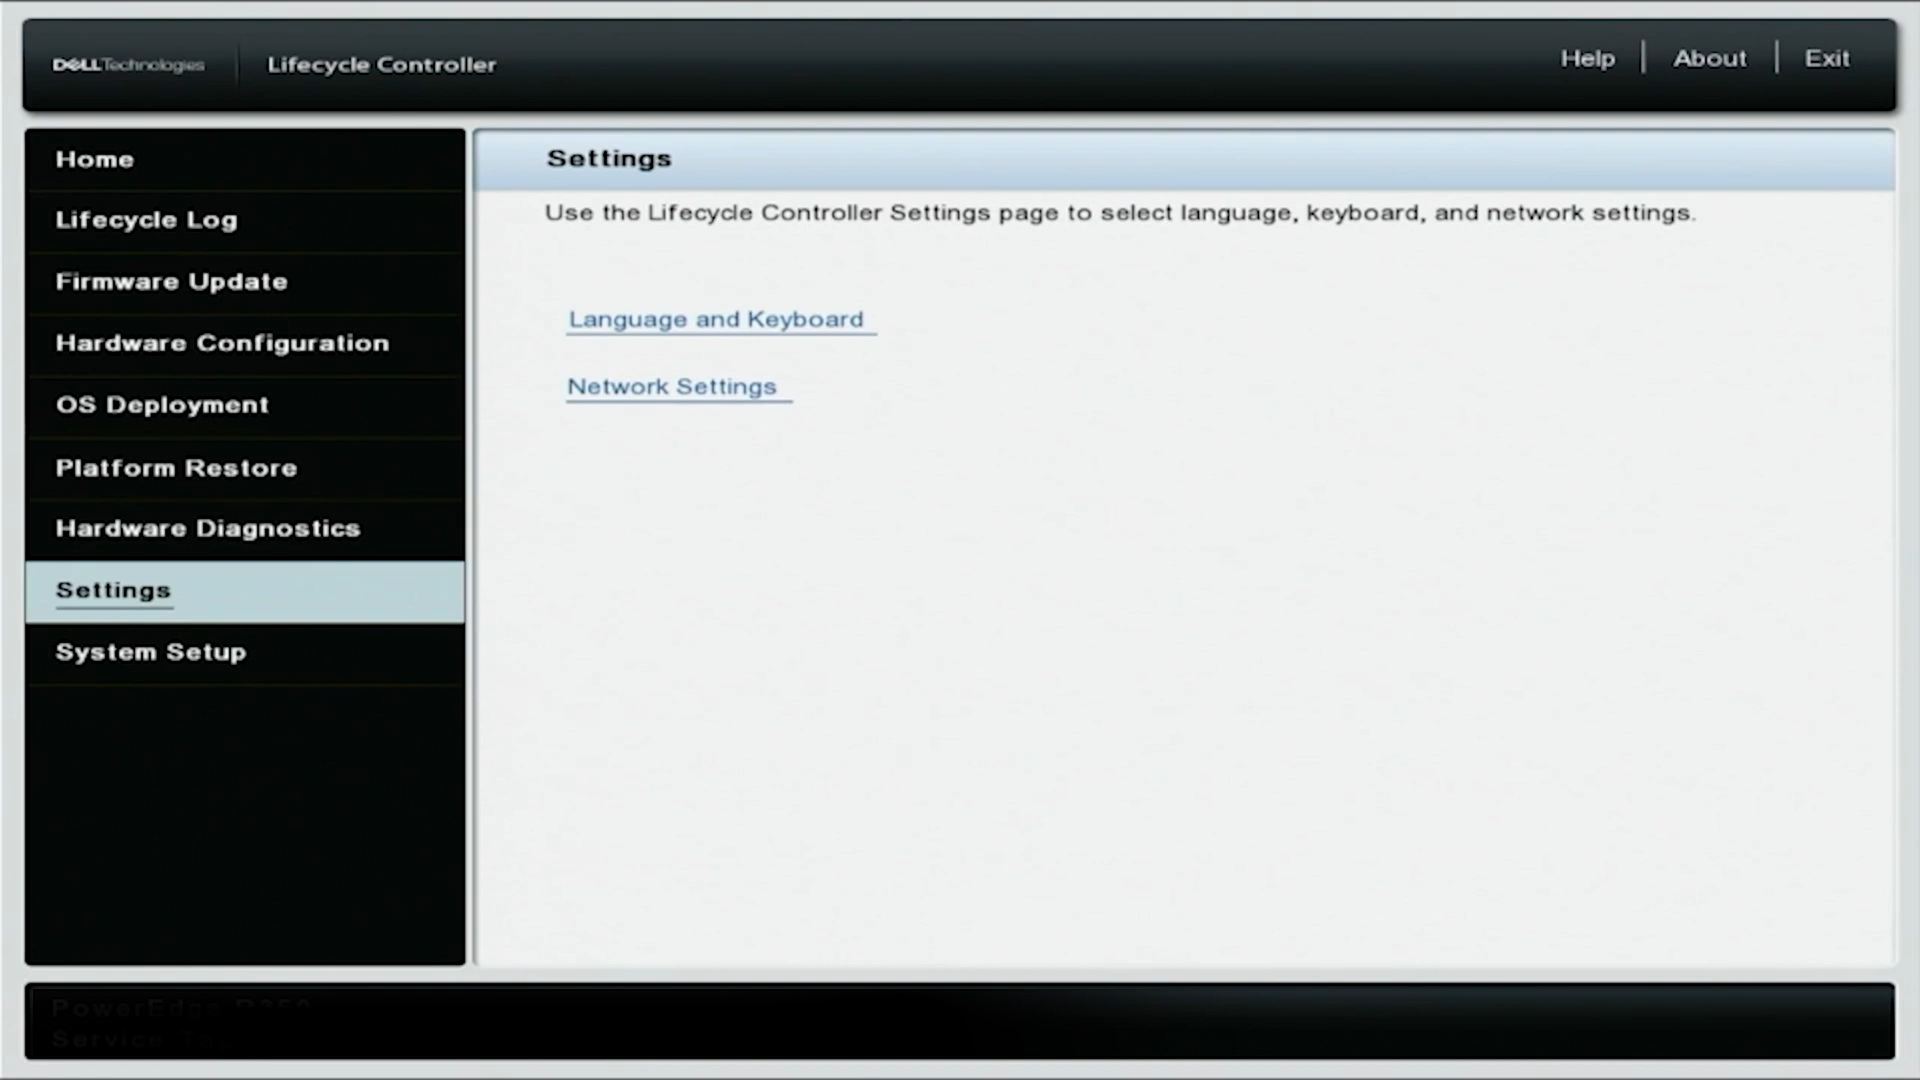 DELL Technologies
Lifecycle Controller
Help
About
Exit
Home
Lifecycle Log
Firmware Update
Hardware Configuration
OS Deployment
Platform Restore
Hardware Diagnostics
Settings
System Setup
Settings
Use the Lifecycle Controller Settings page to select language, keyboard, and network settings.
Language and Keyboard
Network Settings
PowerEdge
Service